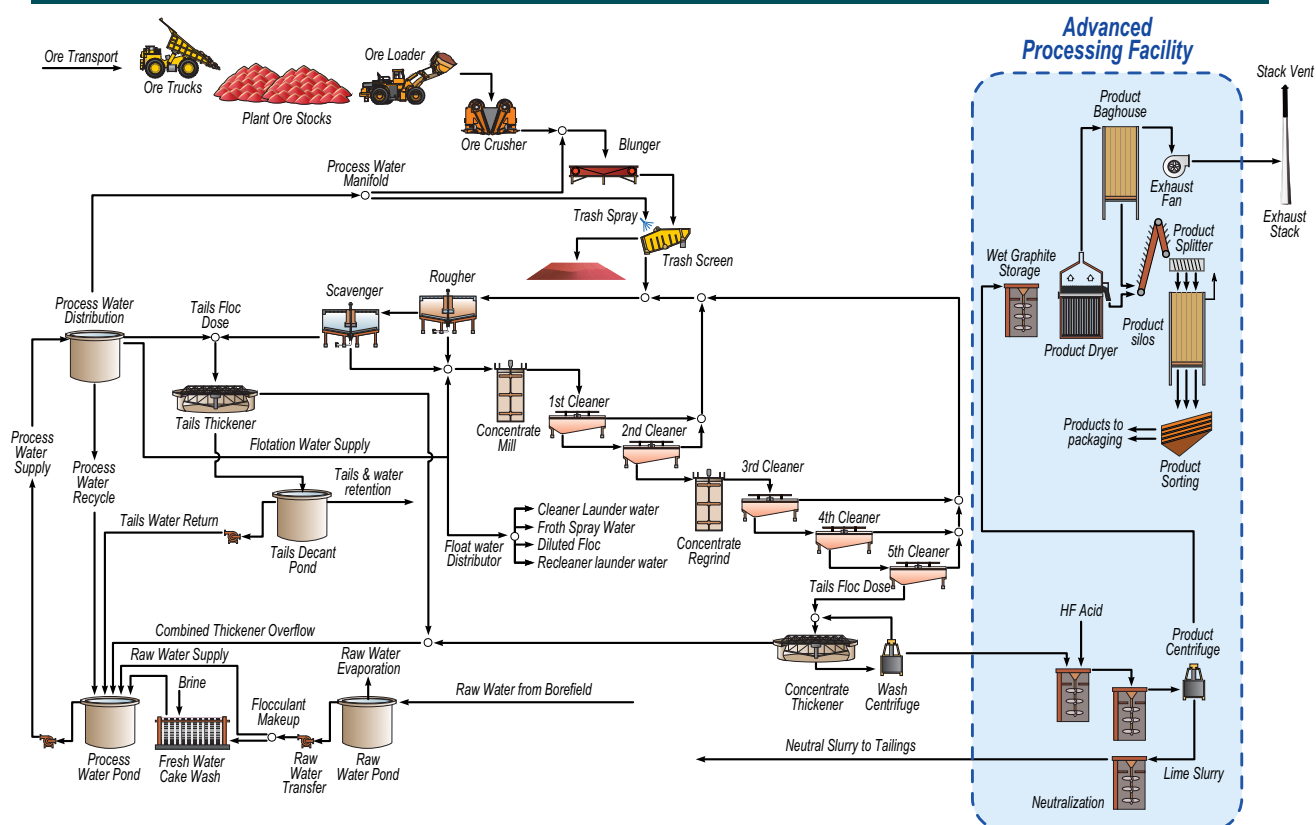 Advanced
Processing Facility
Ore Transport
Ore Trucks
Plant Ore Stocks
Ore Loader
Ore Crusher
Blunger
Process Water
Manifold
Trash Spray
Trash Screen
Product
Baghouse
Stack Vent
Exhaust
Fan
Exhaust
Stack
Product
Splitter
Wet Graphite
Storage
Product Dryer
Product
silos
Products to
packaging
Product
Sorting
Process Water
Distribution
Tails Floc
Dose
Scavenger
Rougher
Tails Thickener
Concentrate
Mill
1st Cleaner
2nd Cleaner
3rd Cleaner
4th Cleaner
5th Cleaner
Concentrate
Regrind
Process
Water
Supply
Process
Water
Recycle
Flotation Water Supply
Tails & water
retention
Tails Water Return
Tails Decant
Pond
Float water
Distributor
Cleaner Launder water
Froth Spray Water
Diluted Floc
Recleaner launder water
Tails Floc Dose
Combined Thickener Overflow
Raw Water Supply
Raw Water
Evaporation
Brine
Flocculant
Makeup
Raw Water from Borefield
Process
Water Pond
Fresh Water
Cake Wash
Raw
Water
Transfer
Raw
Water Pond
Concentrate
Thickener
Wash
Centrifuge
HF Acid
Product
Centrifuge
Neutral Slurry to Tailings
Lime Slurry
Neutralization